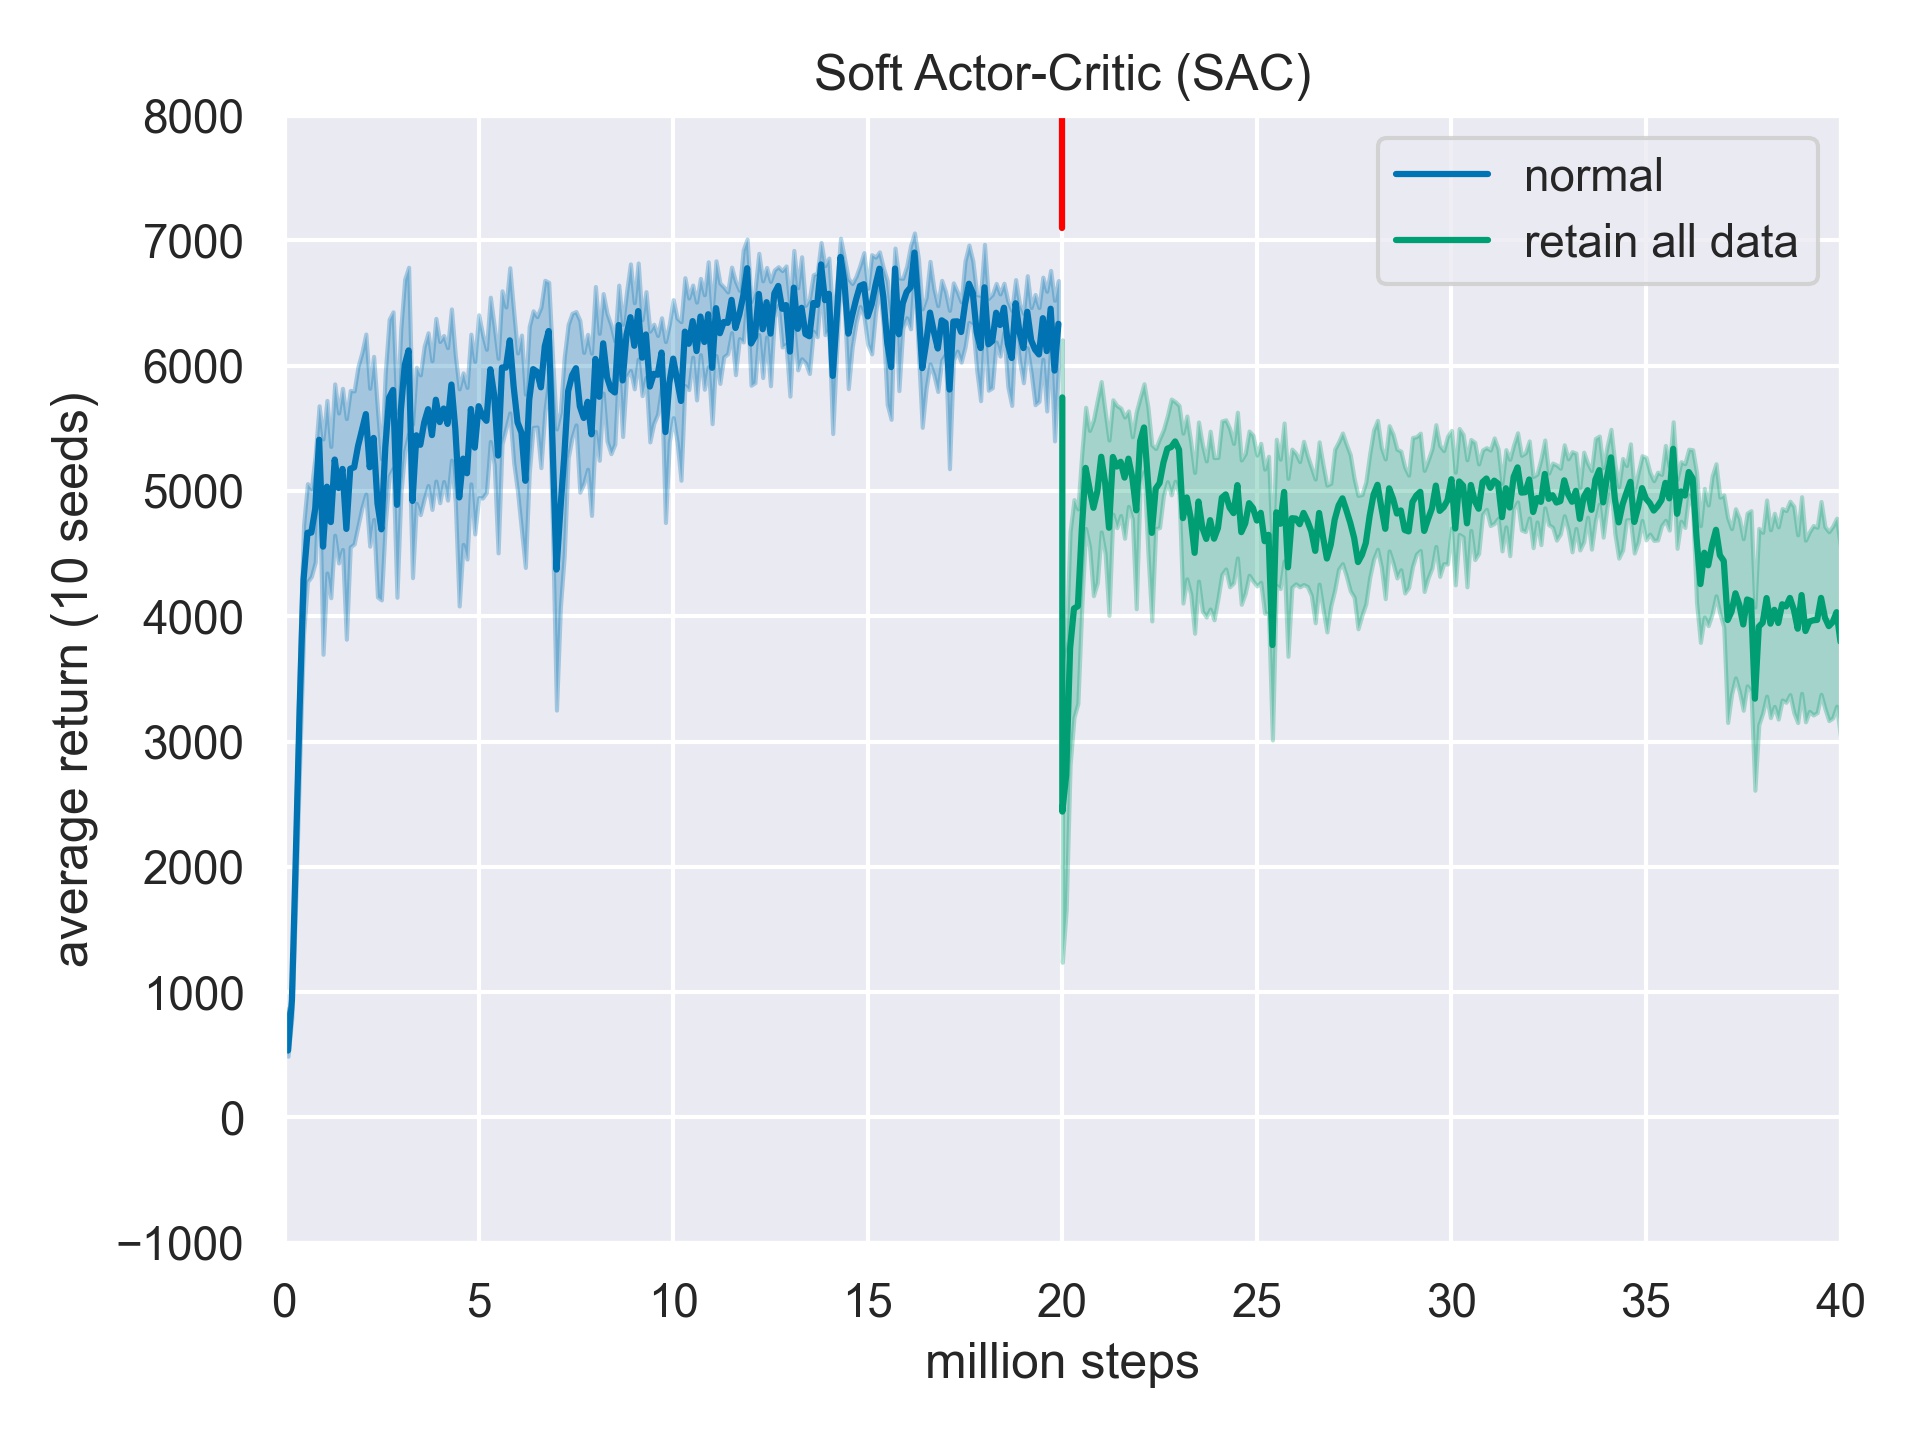 Soft Actor-Critic (SAC)
8000
7000
6000
5000
4000
3000
2000
1000
0
−1000
average return (10 seeds)
normal
retain all data
0 5 10 15 20 25 30 35 40
million steps